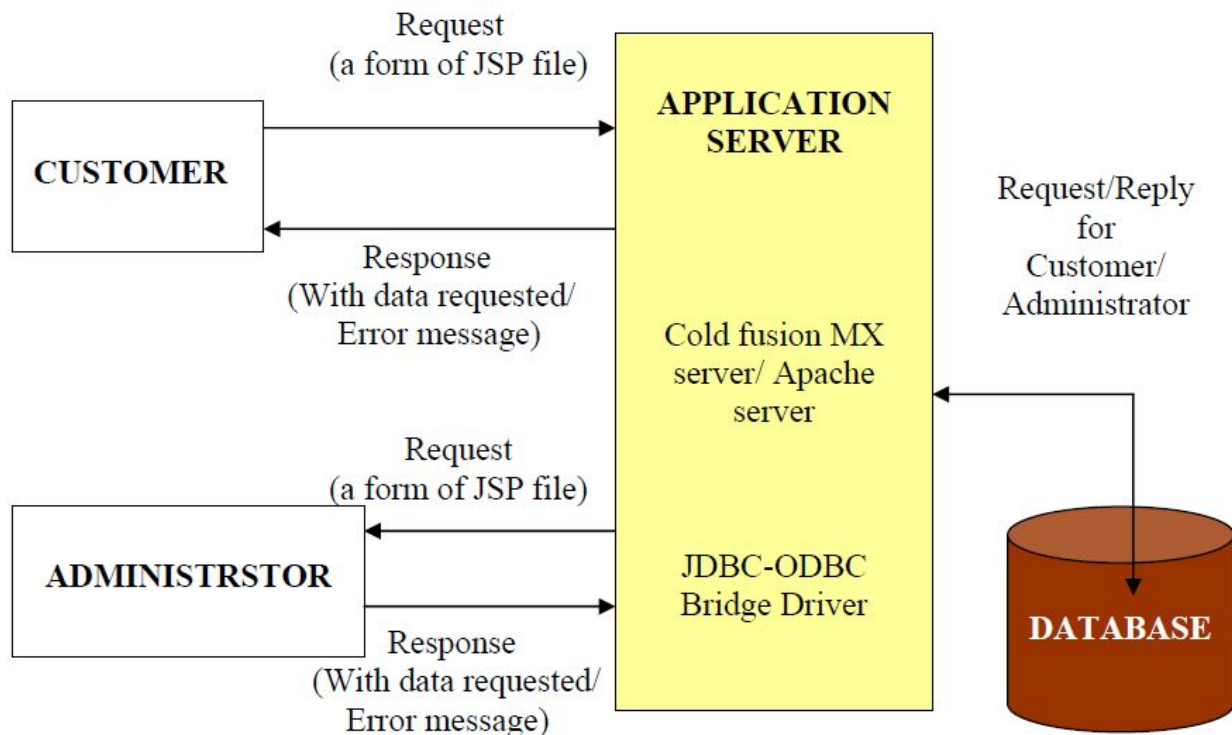 Request
(a form of JSP file)
CUSTOMER
Response
(With data requested/
Error message)
Request
(a form of JSP file)
ADMINISTRSTOR
Response
(With data requested/
Error message)
APPLICATION
SERVER
Cold fusion MX
server/ Apache
server
JDBC-ODBC
Bridge Driver
Request/Reply
for
Customer/
Administrator
DATABASE